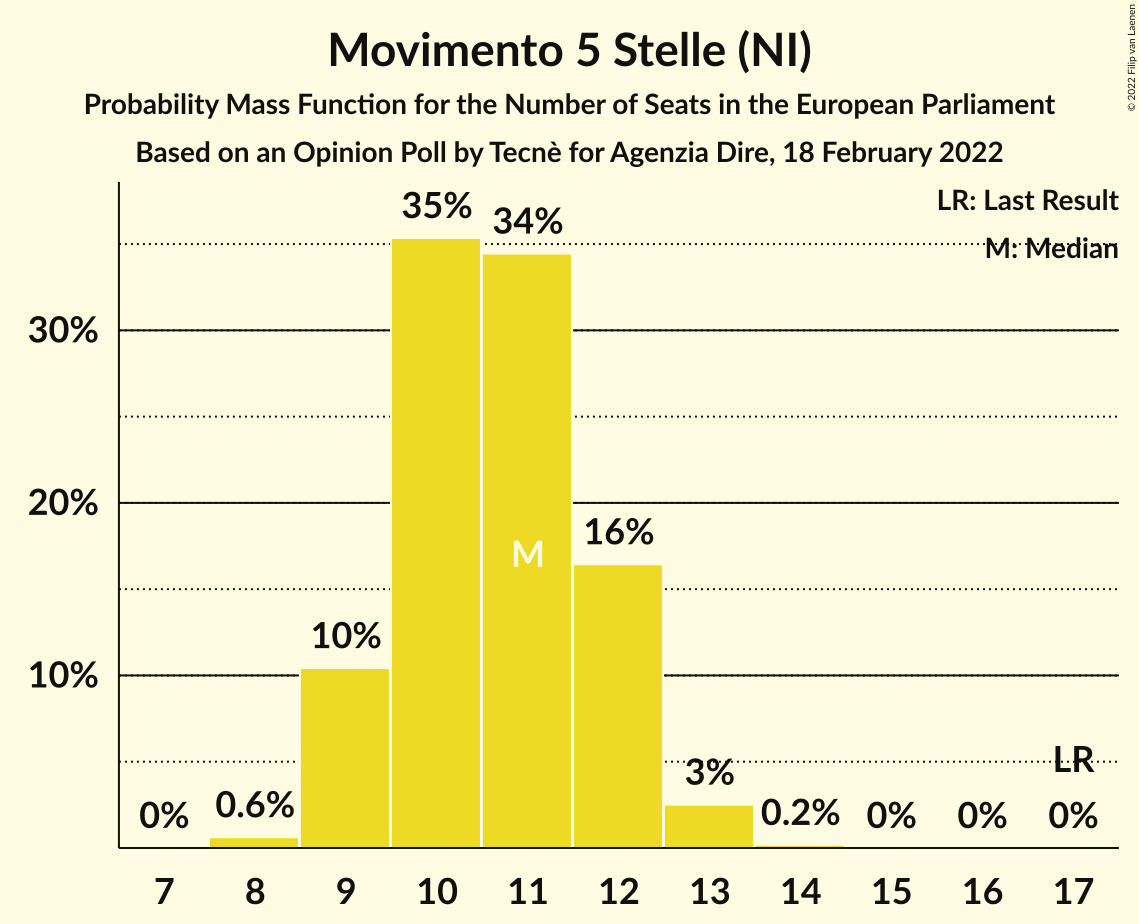 Movimento 5 Stelle (NI)
Probability Mass Function for the Number of Seats in the European Parliament
Based on an Opinion Poll by Tecnè for Agenzia Dire, 18 February 2022
© 2022 Filip van Laenen
LR: Last Result
M: Median
35%
34%
30%
20%
16%
M
10%
10%
LR
3%
0%
0.6%
0.2%
0%
0%
0%
7 8 9 10 11 12 13 14 15 16 17